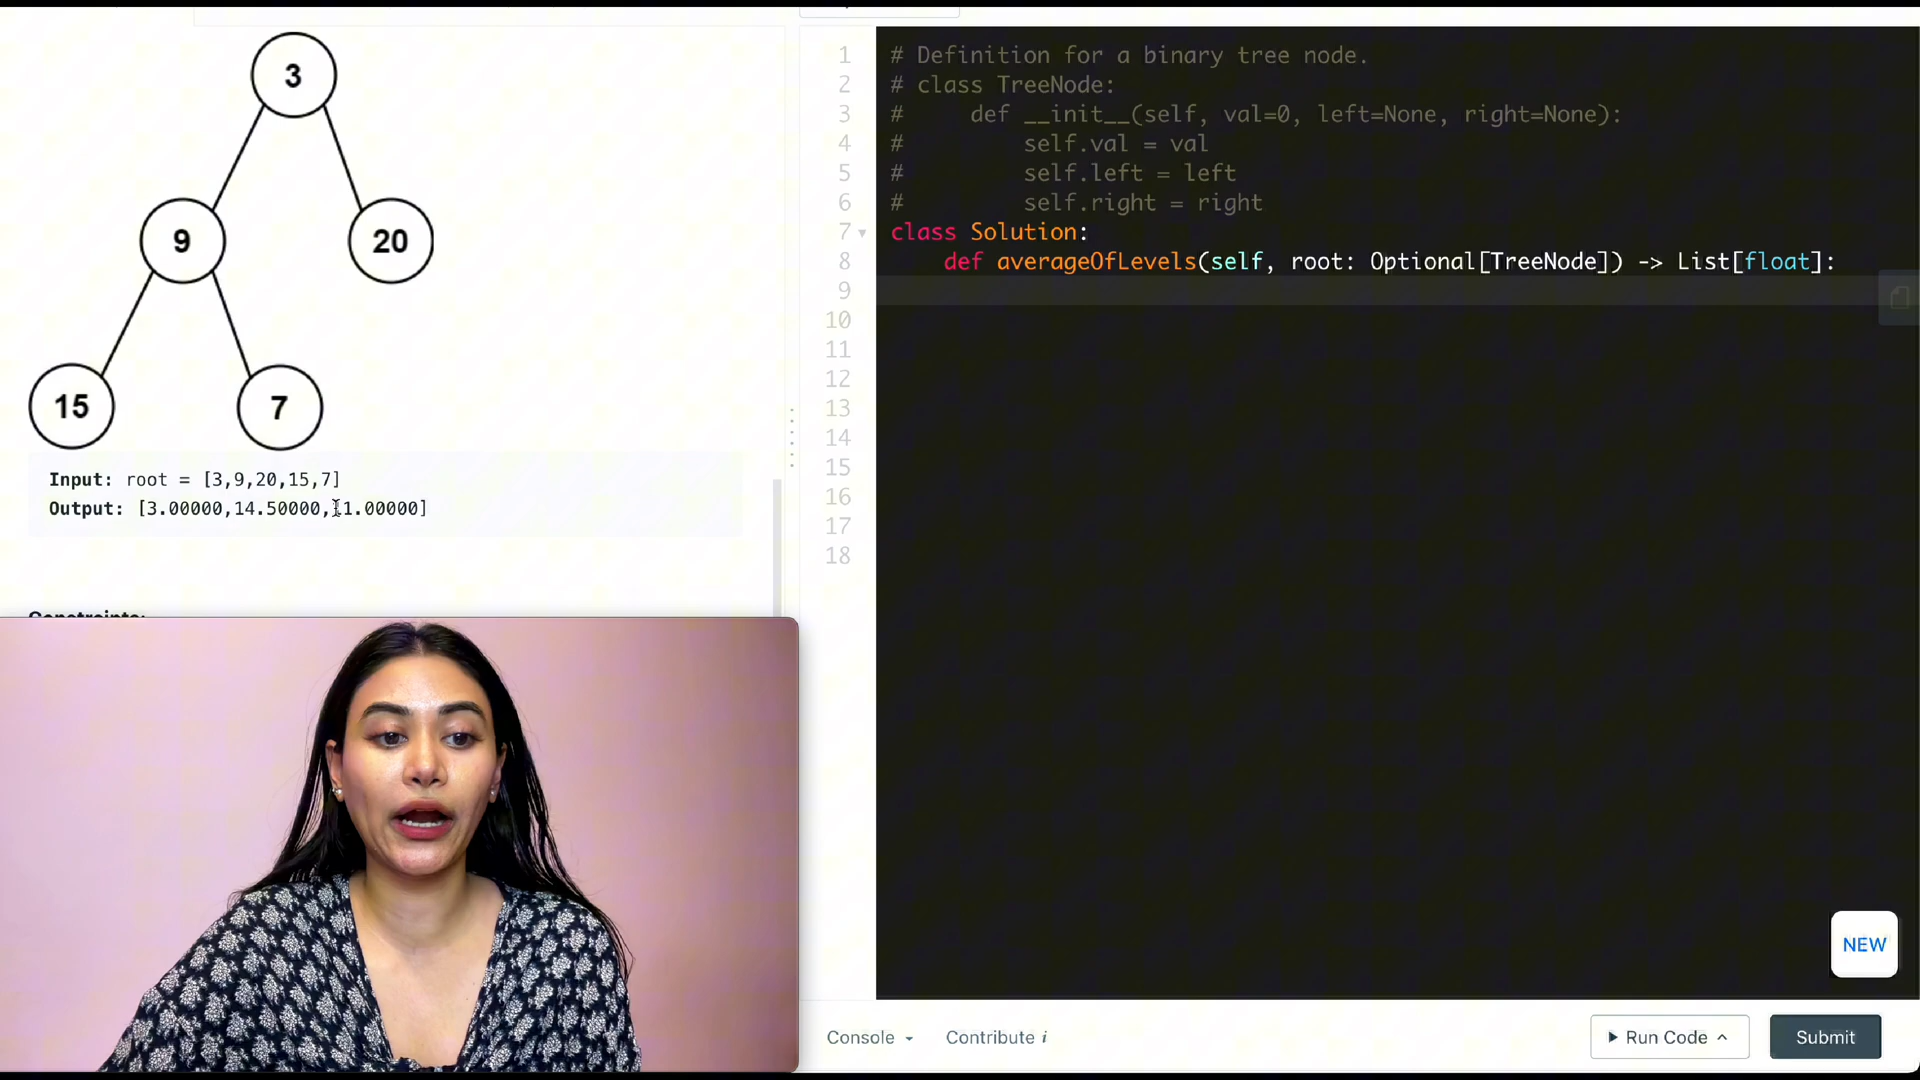 3
9
20
15
7
Input: root = [3,9,20,15,7]
Output: [3.00000,14.50000,11.00000]
1 # Definition for a binary tree node.
2 # class TreeNode:
3 #     def __init__(self, val=0, left=None, right=None):
4 #         self.val = val
5 #         self.left = left
6 #         self.right = right
7 class Solution:
8     def averageOfLevels(self, root: Optional[TreeNode]) -> List[float]:
9
10
11
12
13
14
15
16
17
18
NEW
Console
Contribute i
Run Code
Submit